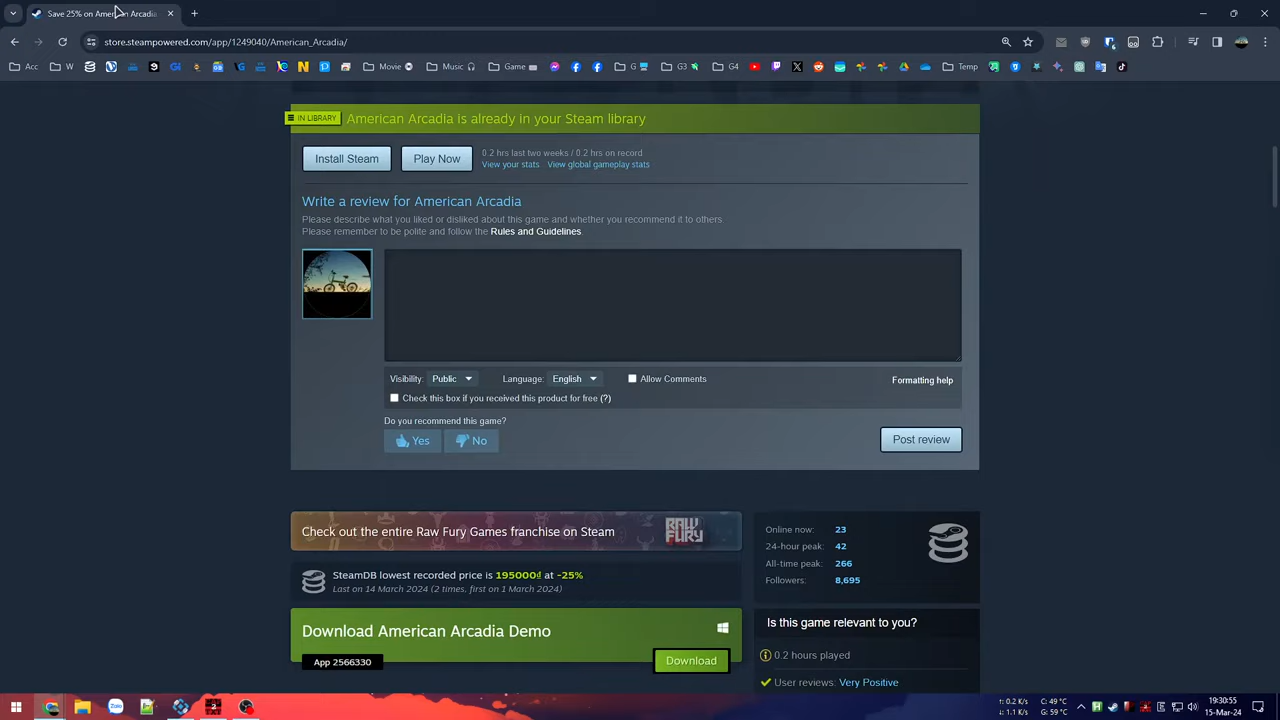 Save 25% on American Arcadia
store.steampowered.com/app/1249040/American_Arcadia/
Acc
W
Movie
Music
Game
G
G3
G4
Temp
IN LIBRARY
American Arcadia is already in your Steam library
Install Steam
Play Now
0.2 hrs last two weeks / 0.2 hrs on record
View your stats View global gameplay stats
Write a review for American Arcadia
Please describe what you liked or disliked about this game and whether you recommend it to others.
Please remember to be polite and follow the Rules and Guidelines.
Visibility: Public
Language: English
Allow Comments
Formatting help
Check this box if you received this product for free (?)
Do you recommend this game?
Yes
No
Post review
Check out the entire Raw Fury Games franchise on Steam
RAW FURY
SteamDB lowest recorded price is 195000₫ at -25%
Last on 14 March 2024 (2 times, first on 1 March 2024)
Download American Arcadia Demo
App 2566330
Download
Online now: 23
24-hour peak: 42
All-time peak: 266
Followers: 8,695
Is this game relevant to you?
0.2 hours played
User reviews: Very Positive
Zalo
2
↑: 0.2 K/s
↓: 1.1 K/s
C: 49 °C
G: 59 °C
19:30:55
15-Mar-24